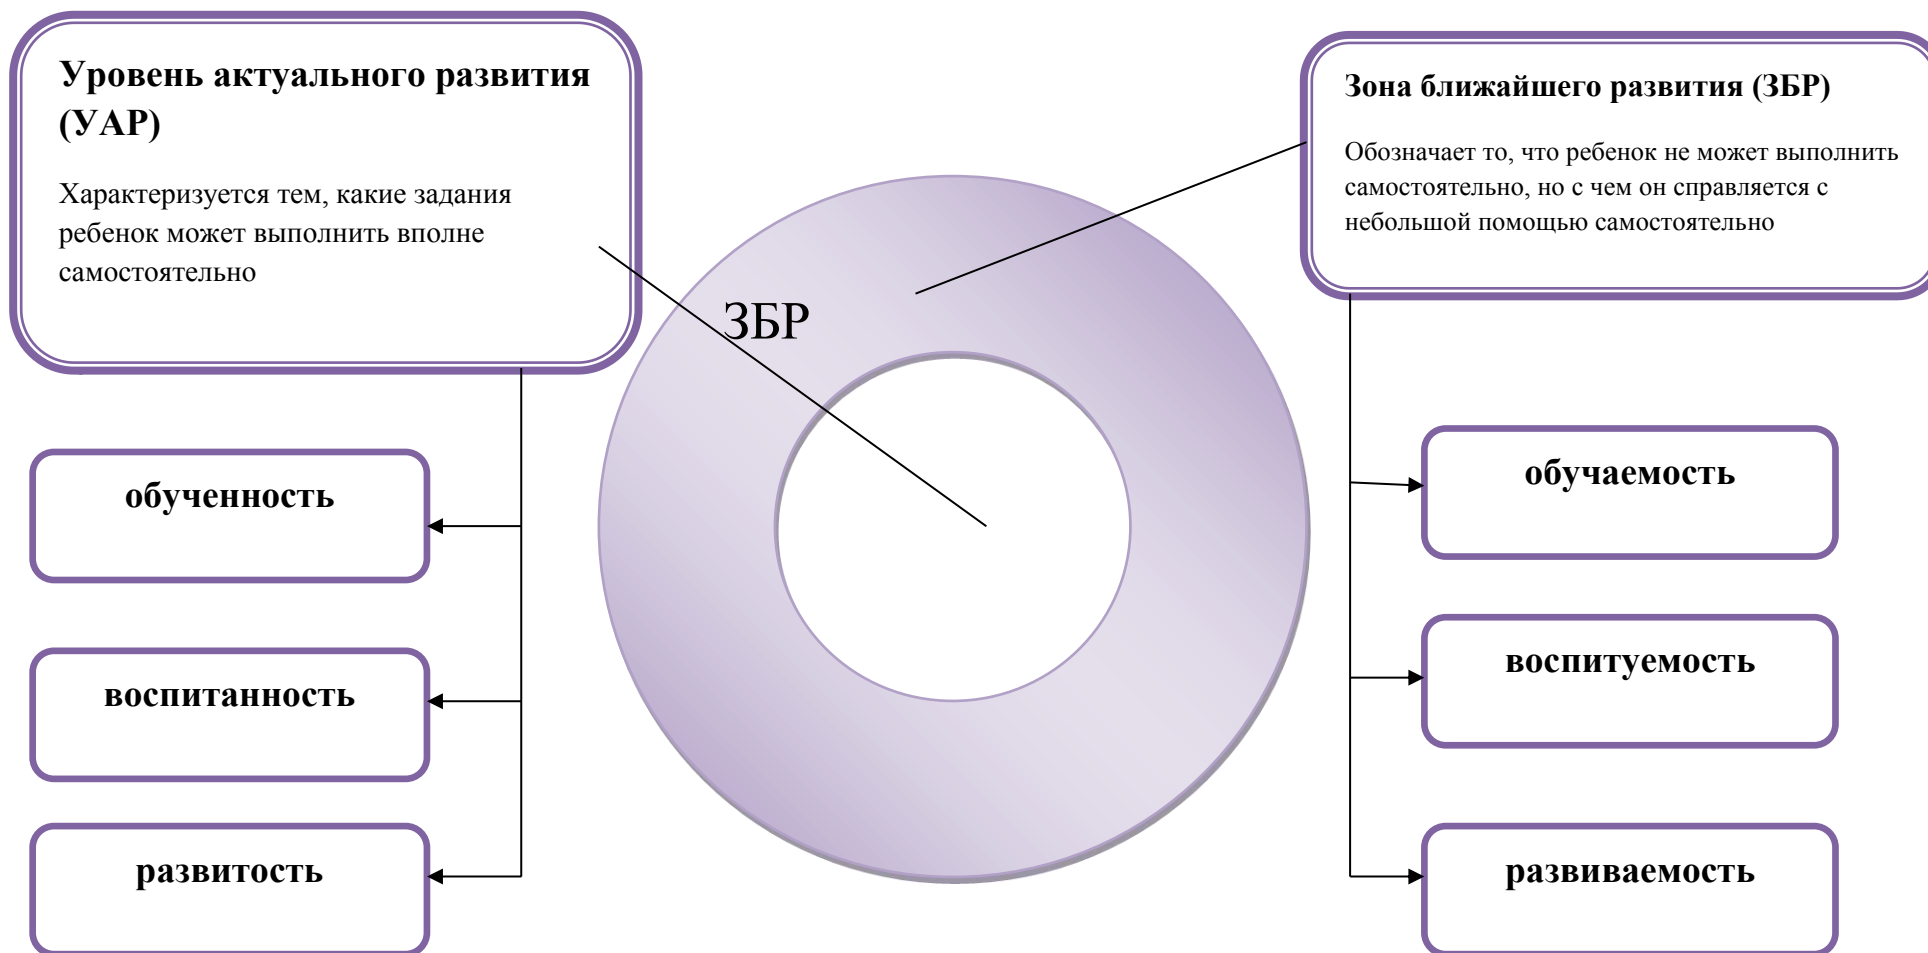 Уровень актуального развития
(УАР)
Характеризуется тем, какие задания
ребенок может выполнить вполне
самостоятельно
Зона ближайшего развития (ЗБР)
Обозначает то, что ребенок не может выполнить
самостоятельно, но с чем он справляется с
небольшой помощью самостоятельно
ЗБР
обученность
воспитанность
развитость
обучаемость
воспитуемость
развиваемость